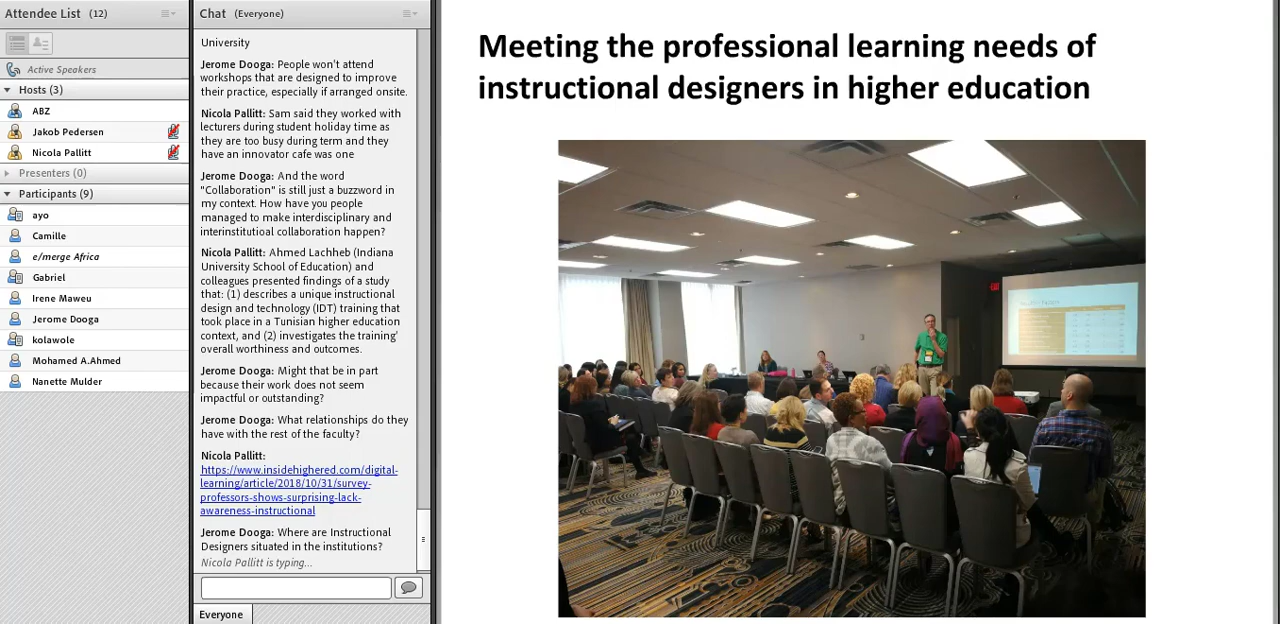 Attendee List (12)
Active Speakers
Hosts (3)
ABZ
Jakob Pedersen
Nicola Pallitt
Presenters (0)
Participants (9)
ayo
Camille
e/merge Africa
Gabriel
Irene Maweu
Jerome Dooga
kolawole
Mohamed A.Ahmed
Nanette Mulder
Chat (Everyone)
University
Jerome Dooga: People won't attend
workshops that are designed to improve
their practice, especially if arranged onsite.
Nicola Pallitt: Sam said they worked with
lecturers during student holiday time as
they are too busy during term and they
have an innovator cafe was one
Jerome Dooga: And the word
"Collaboration" is still just a buzzword in
my context. How have you people
managed to make interdisciplinary and
interinstitutioal collaboration happen?
Nicola Pallitt: Ahmed Lachheb (Indiana
University School of Education) and
colleagues presented findings of a study
that: (1) describes a unique instructional
design and technology (IDT) training that
took place in a Tunisian higher education
context, and (2) investigates the training'
overall worthiness and outcomes.
Jerome Dooga: Might that be in part
because their work does not seem
impactful or outstanding?
Jerome Dooga: What relationships do they
have with the rest of the faculty?
Nicola Pallitt:
https://www.insidehighered.com/digital-
learning/article/2018/10/31/survey-
professors-shows-surprising-lack-
awareness-instructional
Jerome Dooga: Where are Instructional
Designers situated in the institutions?
Nicola Pallitt is typing...
Everyone
Meeting the professional learning needs of
instructional designers in higher education